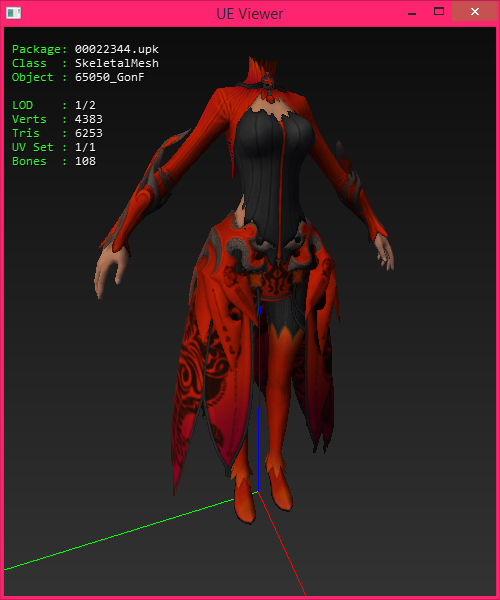 UE Viewer
Package: 00022344.upk
Class : SkeletalMesh
Object : 65050_GonF
LOD : 1/2
Verts : 4383
Tris : 6253
UV Set : 1/1
Bones : 108